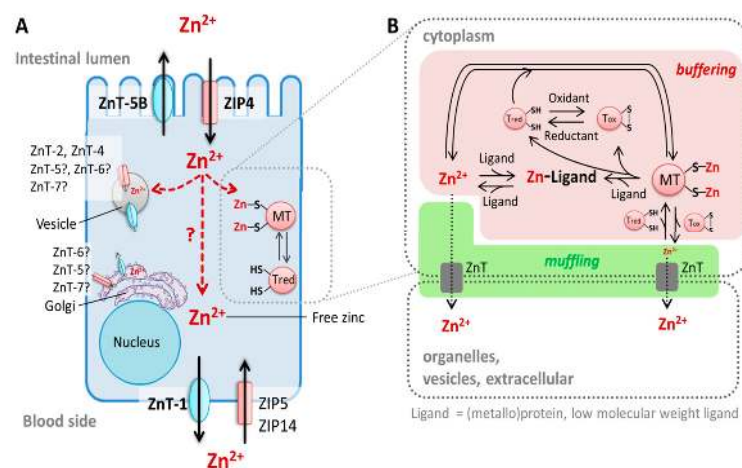 A
Zn2+
Intestinal lumen
ZnT-5B
ZIP4
ZnT-2, ZnT-4
ZnT-5?, ZnT-6?
ZnT-7?
Zn2+
Zn2+
Vesicle
Zn-S
Zn-S
MT
?
ZnT-6?
ZnT-5?
ZnT-7?
Zn2+
Golgi
HS
HS
Tred
Zn2+
Free zinc
Nucleus
ZnT-1
ZIP5
ZIP14
Blood side
Zn2+
B
cytoplasm
buffering
Tred
SH
SH
Oxidant
Reductant
Tox
S
S
Zn2+
Ligand
Ligand
Zn-Ligand
Ligand
MT
S-Zn
S-Zn
Tred
SH
SH
Tox
S
S
Zn2+
muffling
ZnT
ZnT
Zn2+
Zn2+
organelles,
vesicles, extracellular
Ligand = (metallo)protein, low molecular weight ligand